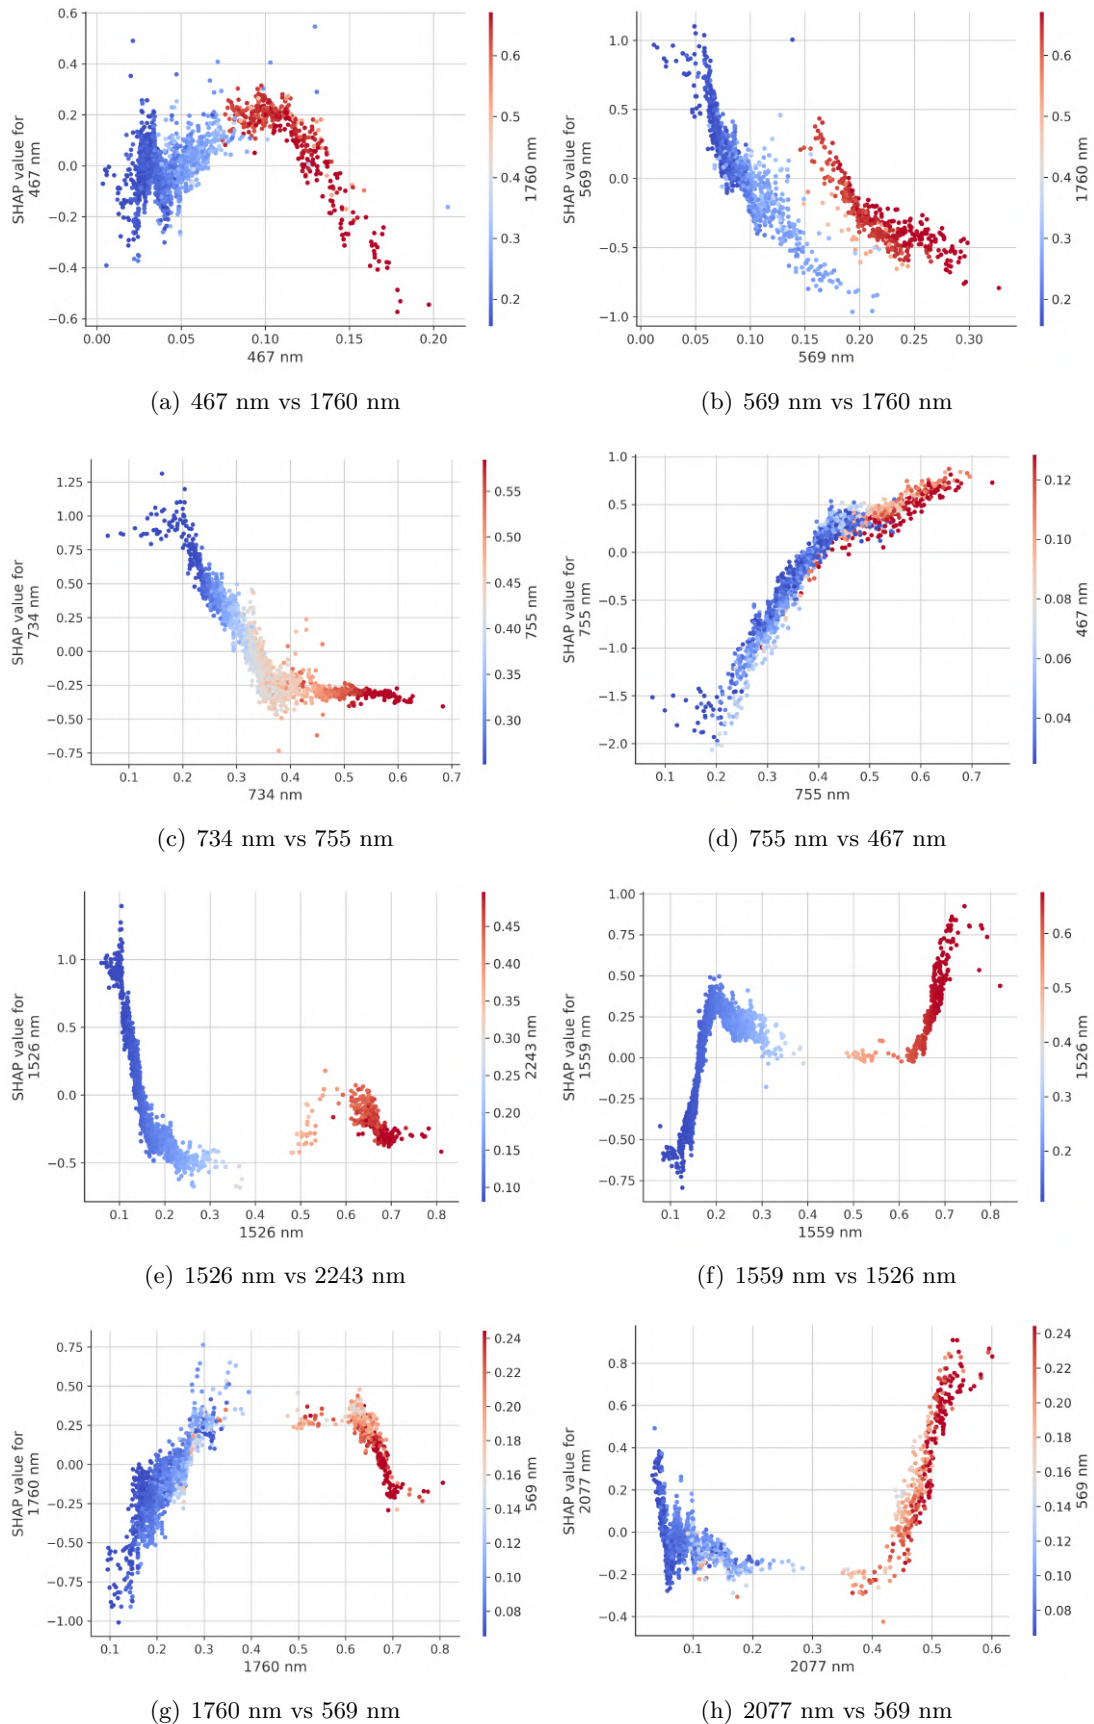 0.6
0.4
0.2
0.0
−0.2
−0.4
−0.6
SHAP value for
467 nm
0.00 0.05 0.10 0.15 0.20
467 nm
0.6
0.5
0.4
0.3
0.2
1760 nm
(a) 467 nm vs 1760 nm
1.0
0.5
0.0
−0.5
−1.0
SHAP value for
569 nm
0.00 0.05 0.10 0.15 0.20 0.25 0.30
569 nm
0.6
0.5
0.4
0.3
0.2
1760 nm
(b) 569 nm vs 1760 nm
1.25
1.00
0.75
0.50
0.25
0.00
−0.25
−0.50
−0.75
SHAP value for
734 nm
0.1 0.2 0.3 0.4 0.5 0.6 0.7
734 nm
0.55
0.50
0.45
0.40
0.35
0.30
755 nm
(c) 734 nm vs 755 nm
1.0
0.5
0.0
−0.5
−1.0
−1.5
−2.0
SHAP value for
755 nm
0.1 0.2 0.3 0.4 0.5 0.6 0.7
755 nm
0.12
0.10
0.08
0.06
0.04
467 nm
(d) 755 nm vs 467 nm
1.0
0.5
0.0
−0.5
SHAP value for
1526 nm
0.1 0.2 0.3 0.4 0.5 0.6 0.7 0.8
1526 nm
0.45
0.40
0.35
0.30
0.25
0.20
0.15
0.10
2243 nm
(e) 1526 nm vs 2243 nm
1.00
0.75
0.50
0.25
0.00
−0.25
−0.50
−0.75
SHAP value for
1559 nm
0.1 0.2 0.3 0.4 0.5 0.6 0.7 0.8
1559 nm
0.6
0.5
0.4
0.3
0.2
1526 nm
(f) 1559 nm vs 1526 nm
0.75
0.50
0.25
0.00
−0.25
−0.50
−0.75
−1.00
SHAP value for
1760 nm
0.1 0.2 0.3 0.4 0.5 0.6 0.7 0.8
1760 nm
0.24
0.22
0.20
0.18
0.16
0.14
0.12
0.10
0.08
569 nm
(g) 1760 nm vs 569 nm
0.8
0.6
0.4
0.2
0.0
−0.2
−0.4
SHAP value for
2077 nm
0.1 0.2 0.3 0.4 0.5 0.6
2077 nm
0.24
0.22
0.20
0.18
0.16
0.14
0.12
0.10
0.08
569 nm
(h) 2077 nm vs 569 nm